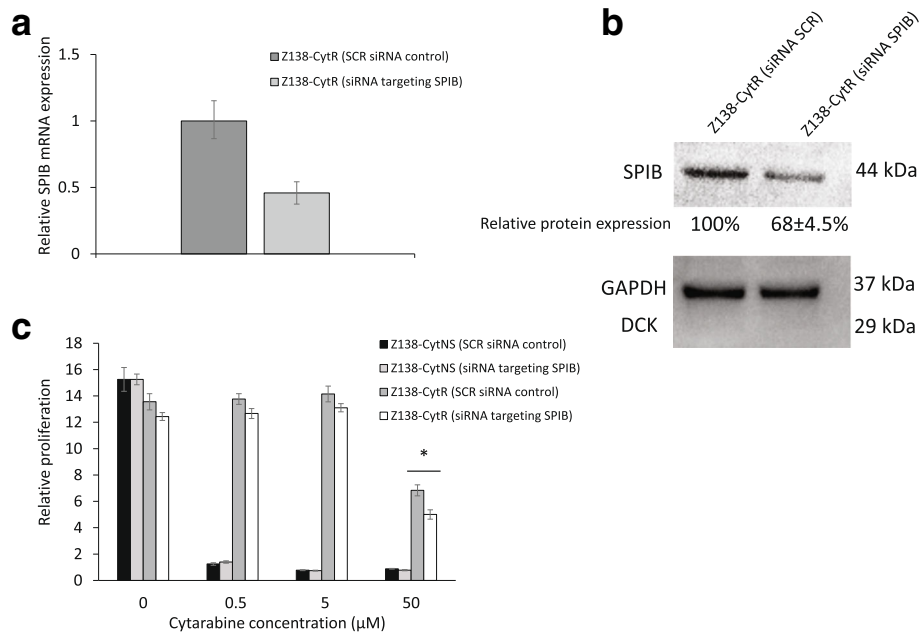 a
1.5
1
0.5
0
Relative SPIB mRNA expression
Z138-CytR (SCR siRNA control)
Z138-CytR (siRNA targeting SPIB)
b
Z138-CytR (siRNA SCR)
Z138-CytR (siRNA SPIB)
SPIB
44 kDa
Relative protein expression 100% 68±4.5%
GAPDH
37 kDa
DCK
29 kDa
c
18
16
14
12
10
8
6
4
2
0
Relative proliferation
Z138-CytNS (SCR siRNA control)
Z138-CytNS (siRNA targeting SPIB)
Z138-CytR (SCR siRNA control)
Z138-CytR (siRNA targeting SPIB)
*
0 0.5 5 50
Cytarabine concentration (µM)